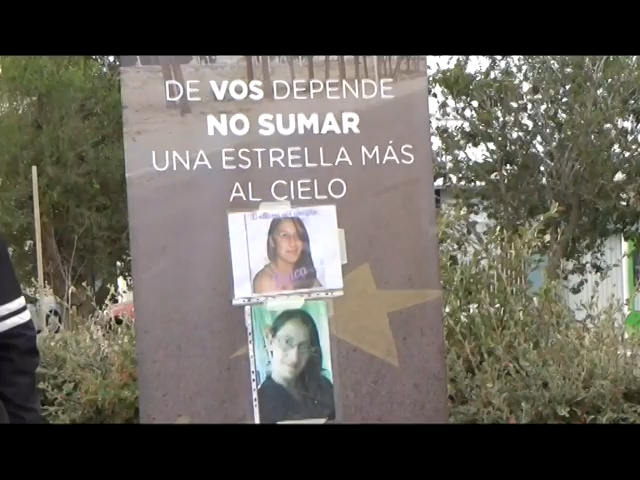 DE VOS DEPENDE
NO SUMAR
UNA ESTRELLA MÁS
AL CIELO